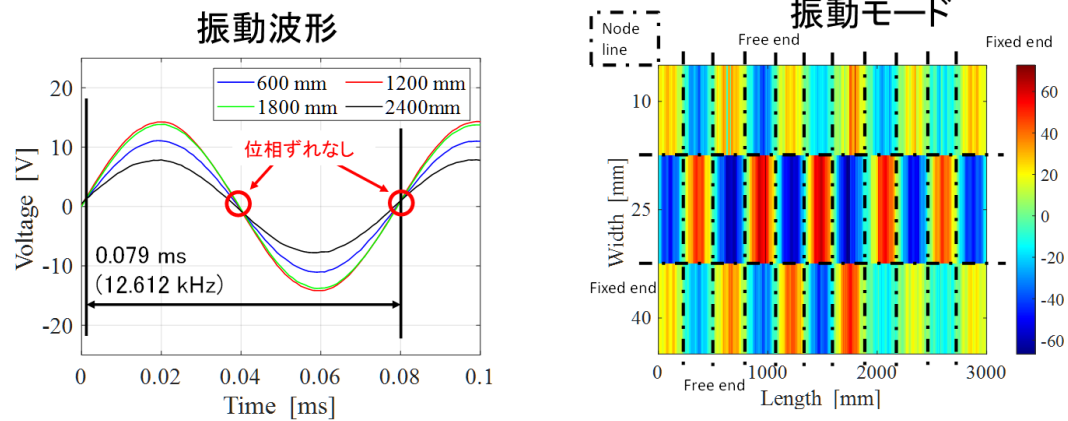 振動波形
25
20
10
0
-10
-20
Voltage [V]
600 mm
1200 mm
1800 mm
2400mm
位相ずれなし
0.079 ms
(12.612 kHz)
0
0.02
0.04
0.06
0.08
0.1
Time [ms]
振動モード
Node
line
Free end
Fixed end
10
25
40
Width [mm]
Fixed end
Free end
0
1000
2000
3000
Length [mm]
60
40
20
0
-20
-40
-60